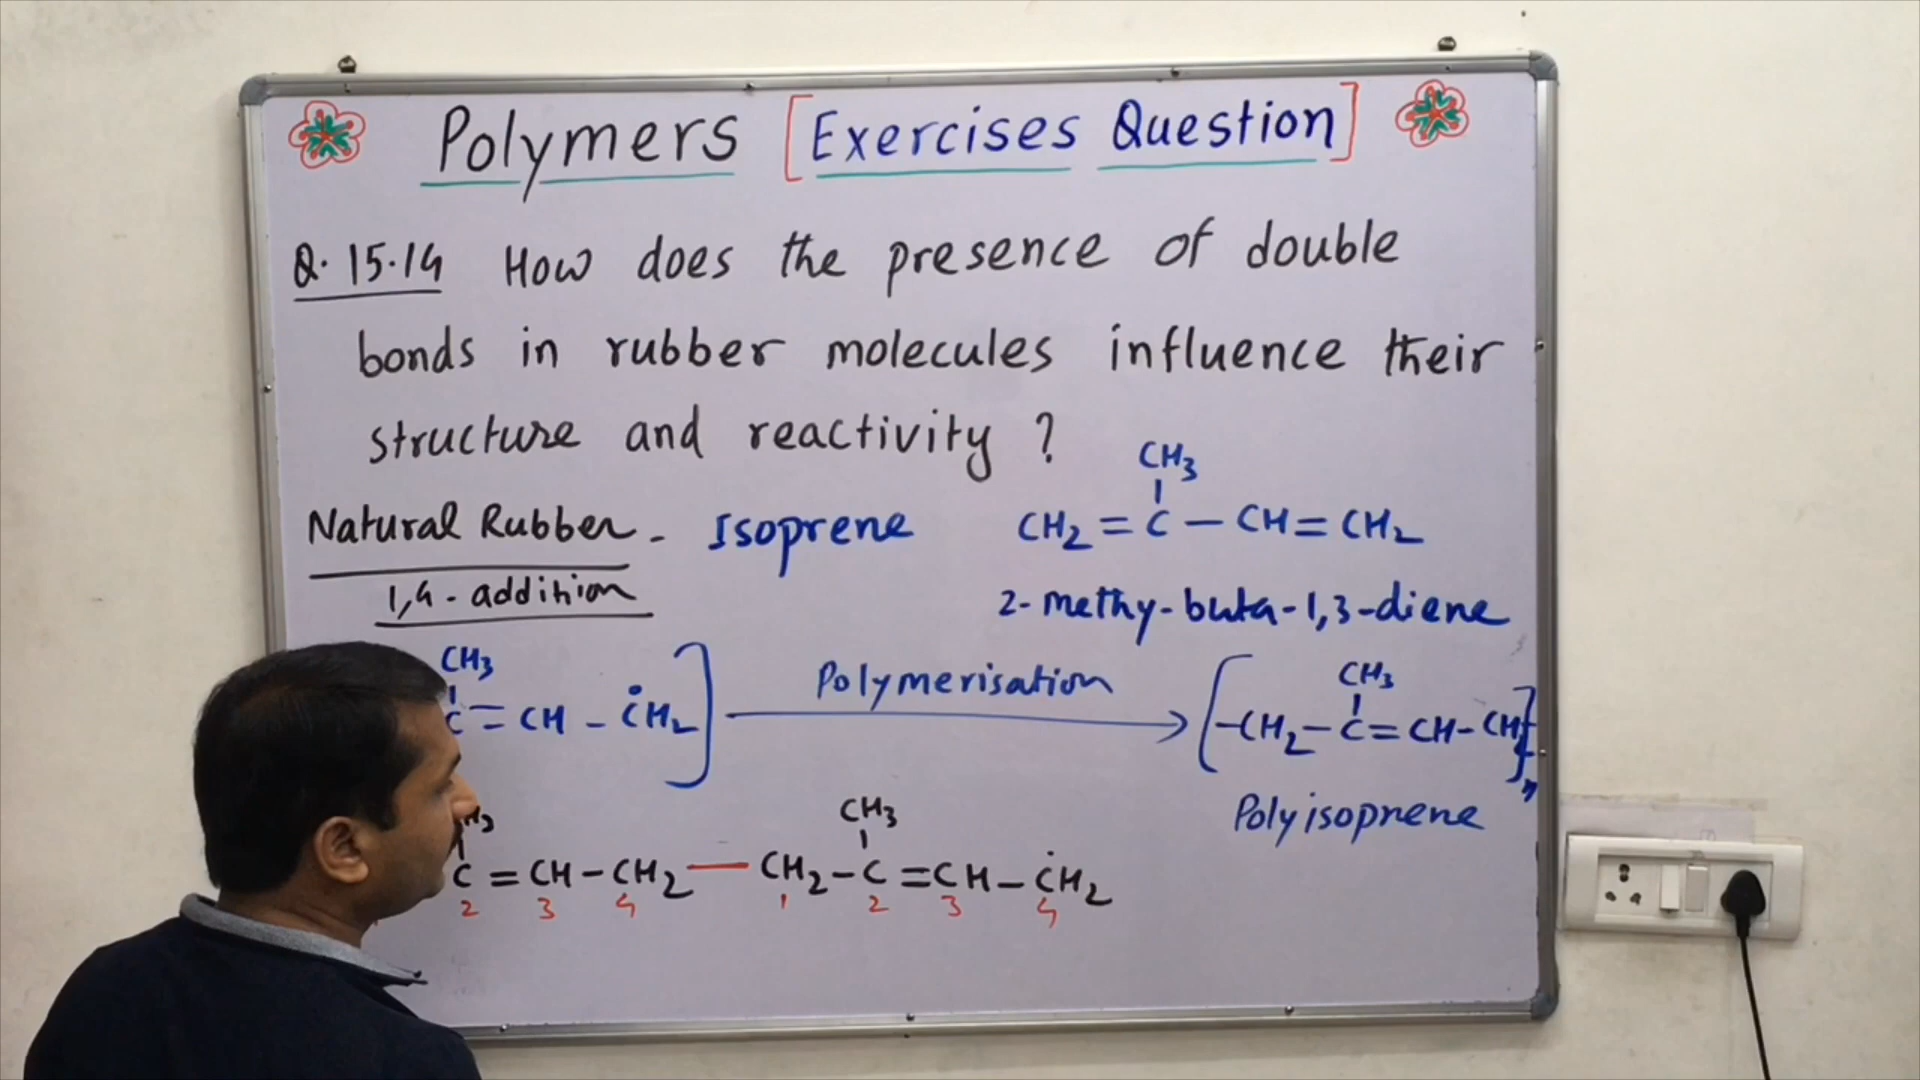 Polymers [Exercises Question]
Q. 15.14 How does the presence of double
bonds in rubber molecules influence their
structure and reactivity ?
Natural Rubber - Isoprene
CH3
CH2 = C - CH = CH2
1,4 - addition
2-methy-buta-1,3-diene
CH3
C = CH - ĊH2]
Polymerisation
CH3
[-CH2-C=CH-CH
n
Polyisoprene
CH3
C = CH - CH2 — CH2 - C = CH - ĊH2
2 3 4 1 2 3 4